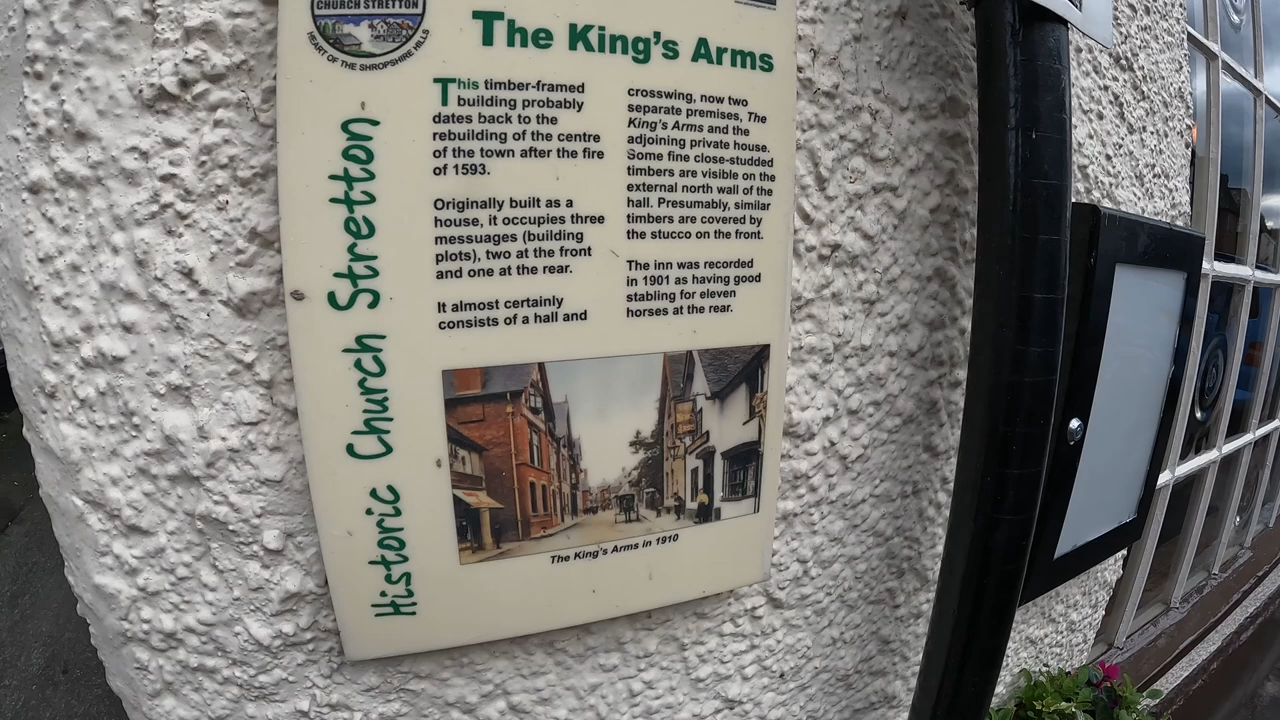 CHURCH STRETTON
HEART OF THE SHROPSHIRE HILLS
Historic Church Stretton
The King's Arms
This timber-framed
building probably
dates back to the
rebuilding of the centre
of the town after the fire
of 1593.
Originally built as a
house, it occupies three
messuages (building
plots), two at the front
and one at the rear.
It almost certainly
consists of a hall and
crosswing, now two
separate premises, The
King's Arms and the
adjoining private house.
Some fine close-studded
timbers are visible on the
external north wall of the
hall. Presumably, similar
timbers are covered by
the stucco on the front.
The inn was recorded
in 1901 as having good
stabling for eleven
horses at the rear.
The King's Arms in 1910